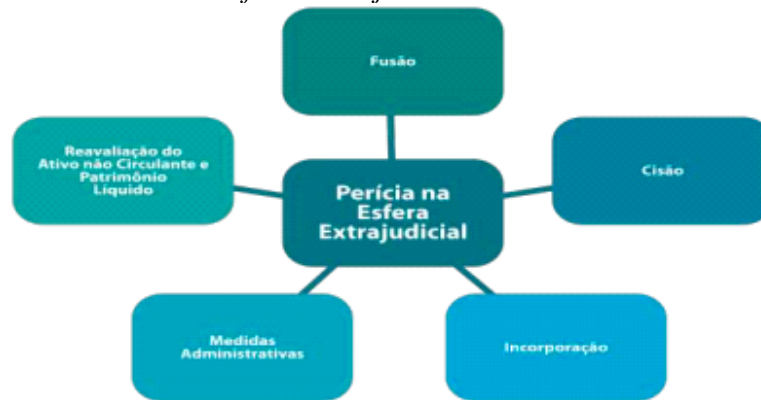 Fusão
Reavaliação do
Ativo não Circulante e
Patrimônio
Líquido
Perícia na
Esfera
Extrajudicial
Cisão
Medidas
Administrativas
Incorporação